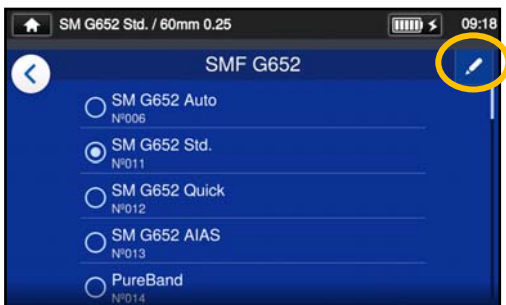 SM G652 Std. / 60mm 0.25 09:18
SMF G652
SM G652 Auto
Nº006
SM G652 Std.
Nº011
SM G652 Quick
Nº012
SM G652 AIAS
Nº013
PureBand
Nº014